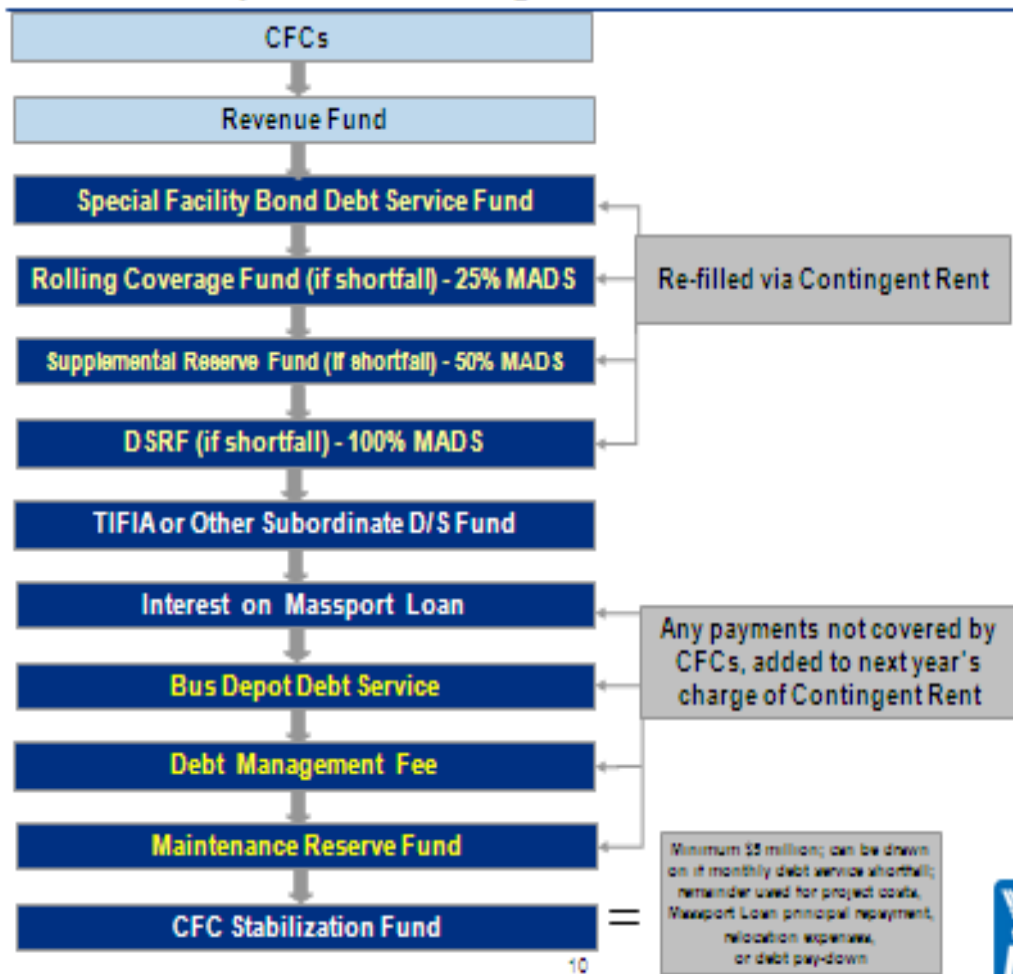 CFCs
Revenue Fund
Special Facility Bond Debt Service Fund
Rolling Coverage Fund (if shortfall) - 25% MADS
Re-filled via Contingent Rent
Supplemental Reserve Fund (if shortfall) - 50% MADS
DSRF (if shortfall) - 100% MADS
TIFIA or Other Subordinate D/S Fund
Interest on Massport Loan
Any payments not covered by
CFCs, added to next year's
charge of Contingent Rent
Bus Depot Debt Service
Debt Management Fee
Maintenance Reserve Fund
CFC Stabilization Fund
=
Minimum $5 million; can be drawn
on if monthly debt service shortfall;
remainder used for project costs,
Massport Loan principal repayment,
relocation expenses,
or debt pay-down
10